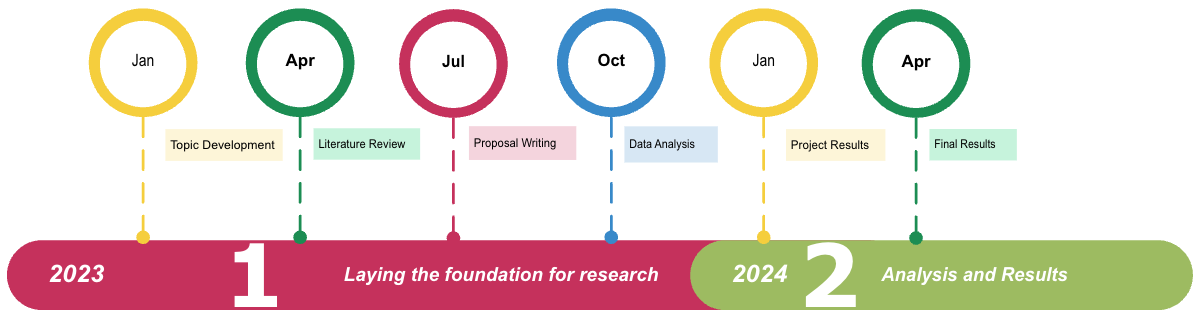 Jan
Apr
Jul
Oct
Jan
Apr
Topic Development
Literature Review
Proposal Writing
Data Analysis
Project Results
Final Results
2023
1
Laying the foundation for research
2024
2
Analysis and Results